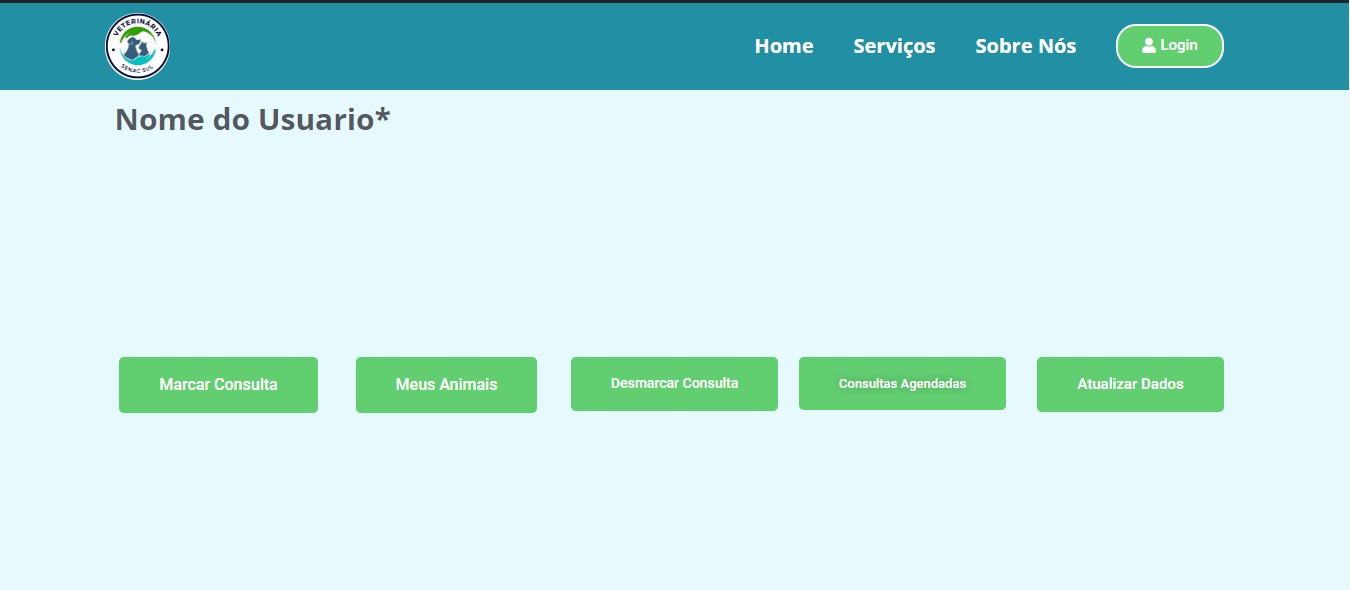 VETERINÁRIA
SENAC SUL
Home
Serviços
Sobre Nós
Login
Nome do Usuario*
Marcar Consulta
Meus Animais
Desmarcar Consulta
Consultas Agendadas
Atualizar Dados